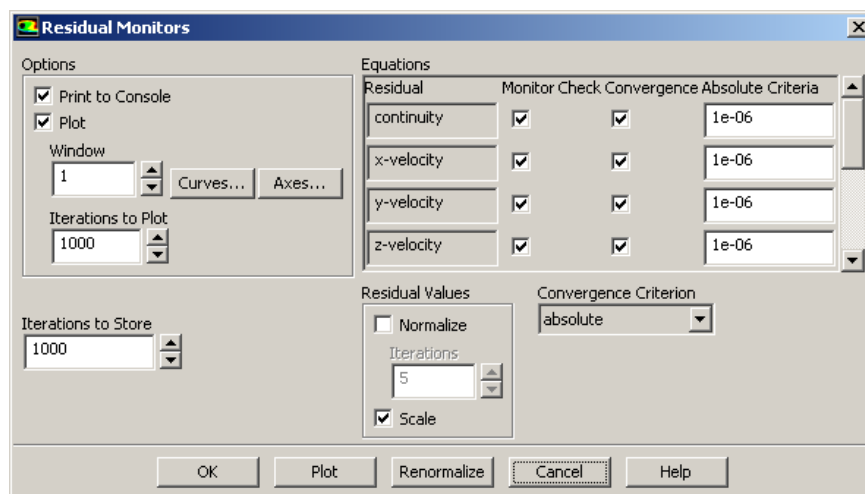 Residual Monitors
Options
Print to Console
Plot
Window
1
Curves... Axes...
Iterations to Plot
1000
Iterations to Store
1000
Equations
Residual Monitor Check Convergence Absolute Criteria
continuity 1e-06
x-velocity 1e-06
y-velocity 1e-06
z-velocity 1e-06
Residual Values
Normalize
Iterations
5
Scale
Convergence Criterion
absolute
OK Plot Renormalize Cancel Help